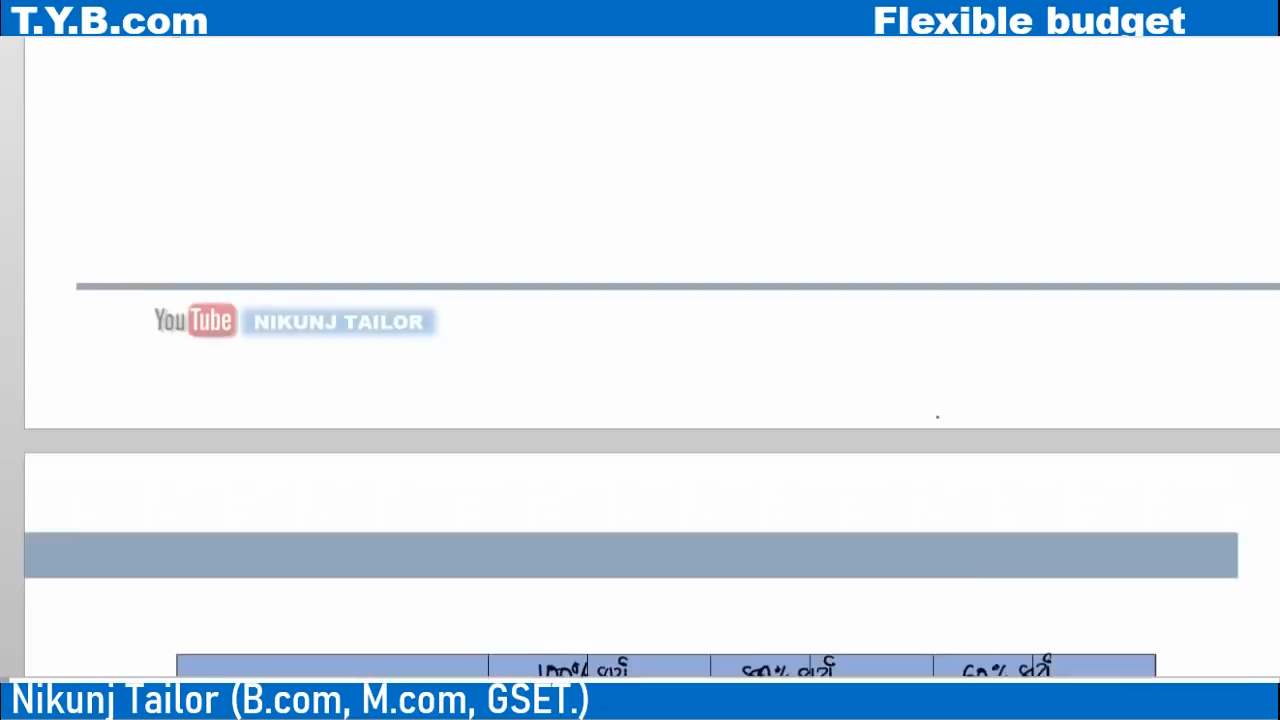 T.Y.B.com
Flexible budget
YouTube NIKUNJ TAILOR
Nikunj Tailor (B.com, M.com, GSET.)